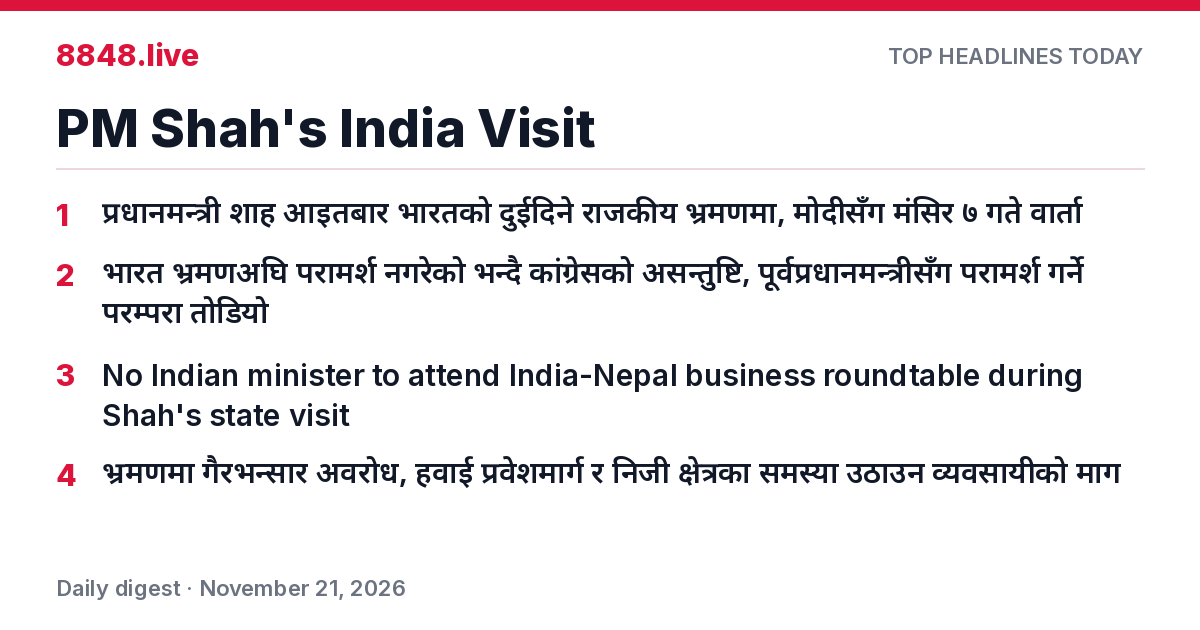 8848.live
TOP HEADLINES TODAY
PM Shah's India Visit
1 प्रधानमन्त्री शाह आइतबार भारतको दुईदिने राजकीय भ्रमणमा, मोदीसँग मंसिर ७ गते वार्ता
2 भारत भ्रमणअघि परामर्श नगरेको भन्दै कांग्रेसको असन्तुष्टि, पूर्वप्रधानमन्त्रीसँग परामर्श गर्ने
परम्परा तोडियो
3 No Indian minister to attend India-Nepal business roundtable during
Shah's state visit
4 भ्रमणमा गैरभन्सार अवरोध, हवाई प्रवेशमार्ग र निजी क्षेत्रका समस्या उठाउन व्यवसायीको माग
Daily digest · November 21, 2026